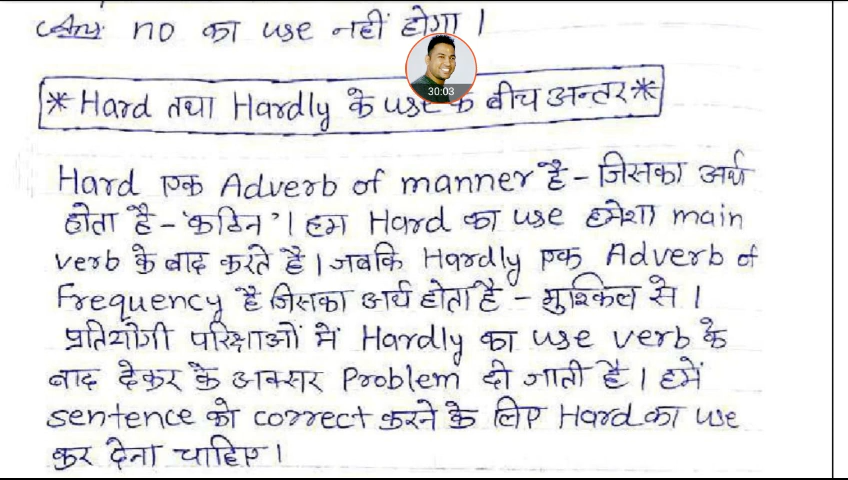 Ans: no का use नहीं होगा ।
30:03
* Hard तथा Hardly के use के बीच अन्तर *
Hard एक Adverb of manner है - जिसका अर्थ
होता है - 'कठिन' । हम Hard का use हमेशा main
verb के बाद करते है । जबकि Hardly एक Adverb of
Frequency है जिसका अर्थ होता है - मुश्किल से ।
प्रतियोगी परिक्षाओं में Hardly का use verb के
बाद देकर के अक्सर Problem दी जाती है । हमें
sentence को correct करने के लिए Hard का use
कर देना चाहिए ।